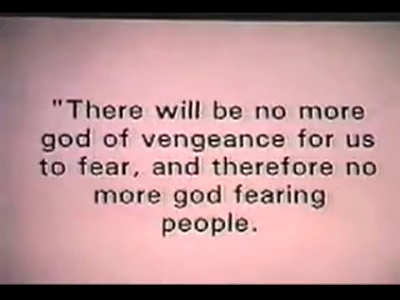 "There will be no more
god of vengeance for us
to fear, and therefore no
more god fearing
people.